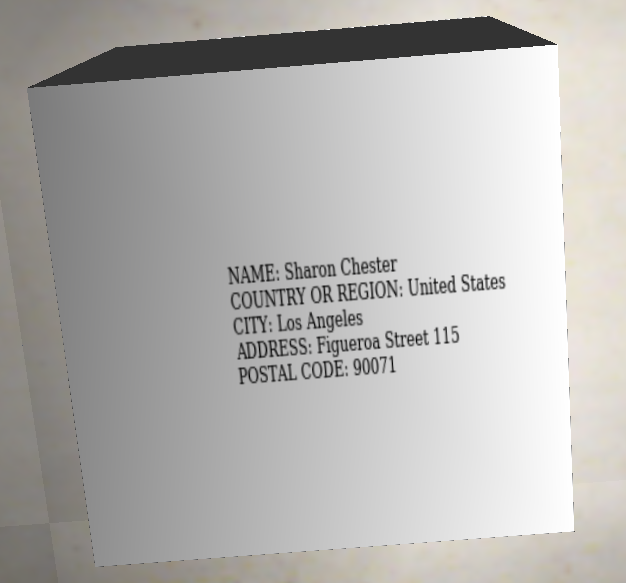 NAME: Sharon Chester
COUNTRY OR REGION: United States
CITY: Los Angeles
ADDRESS: Figueroa Street 115
POSTAL CODE: 90071